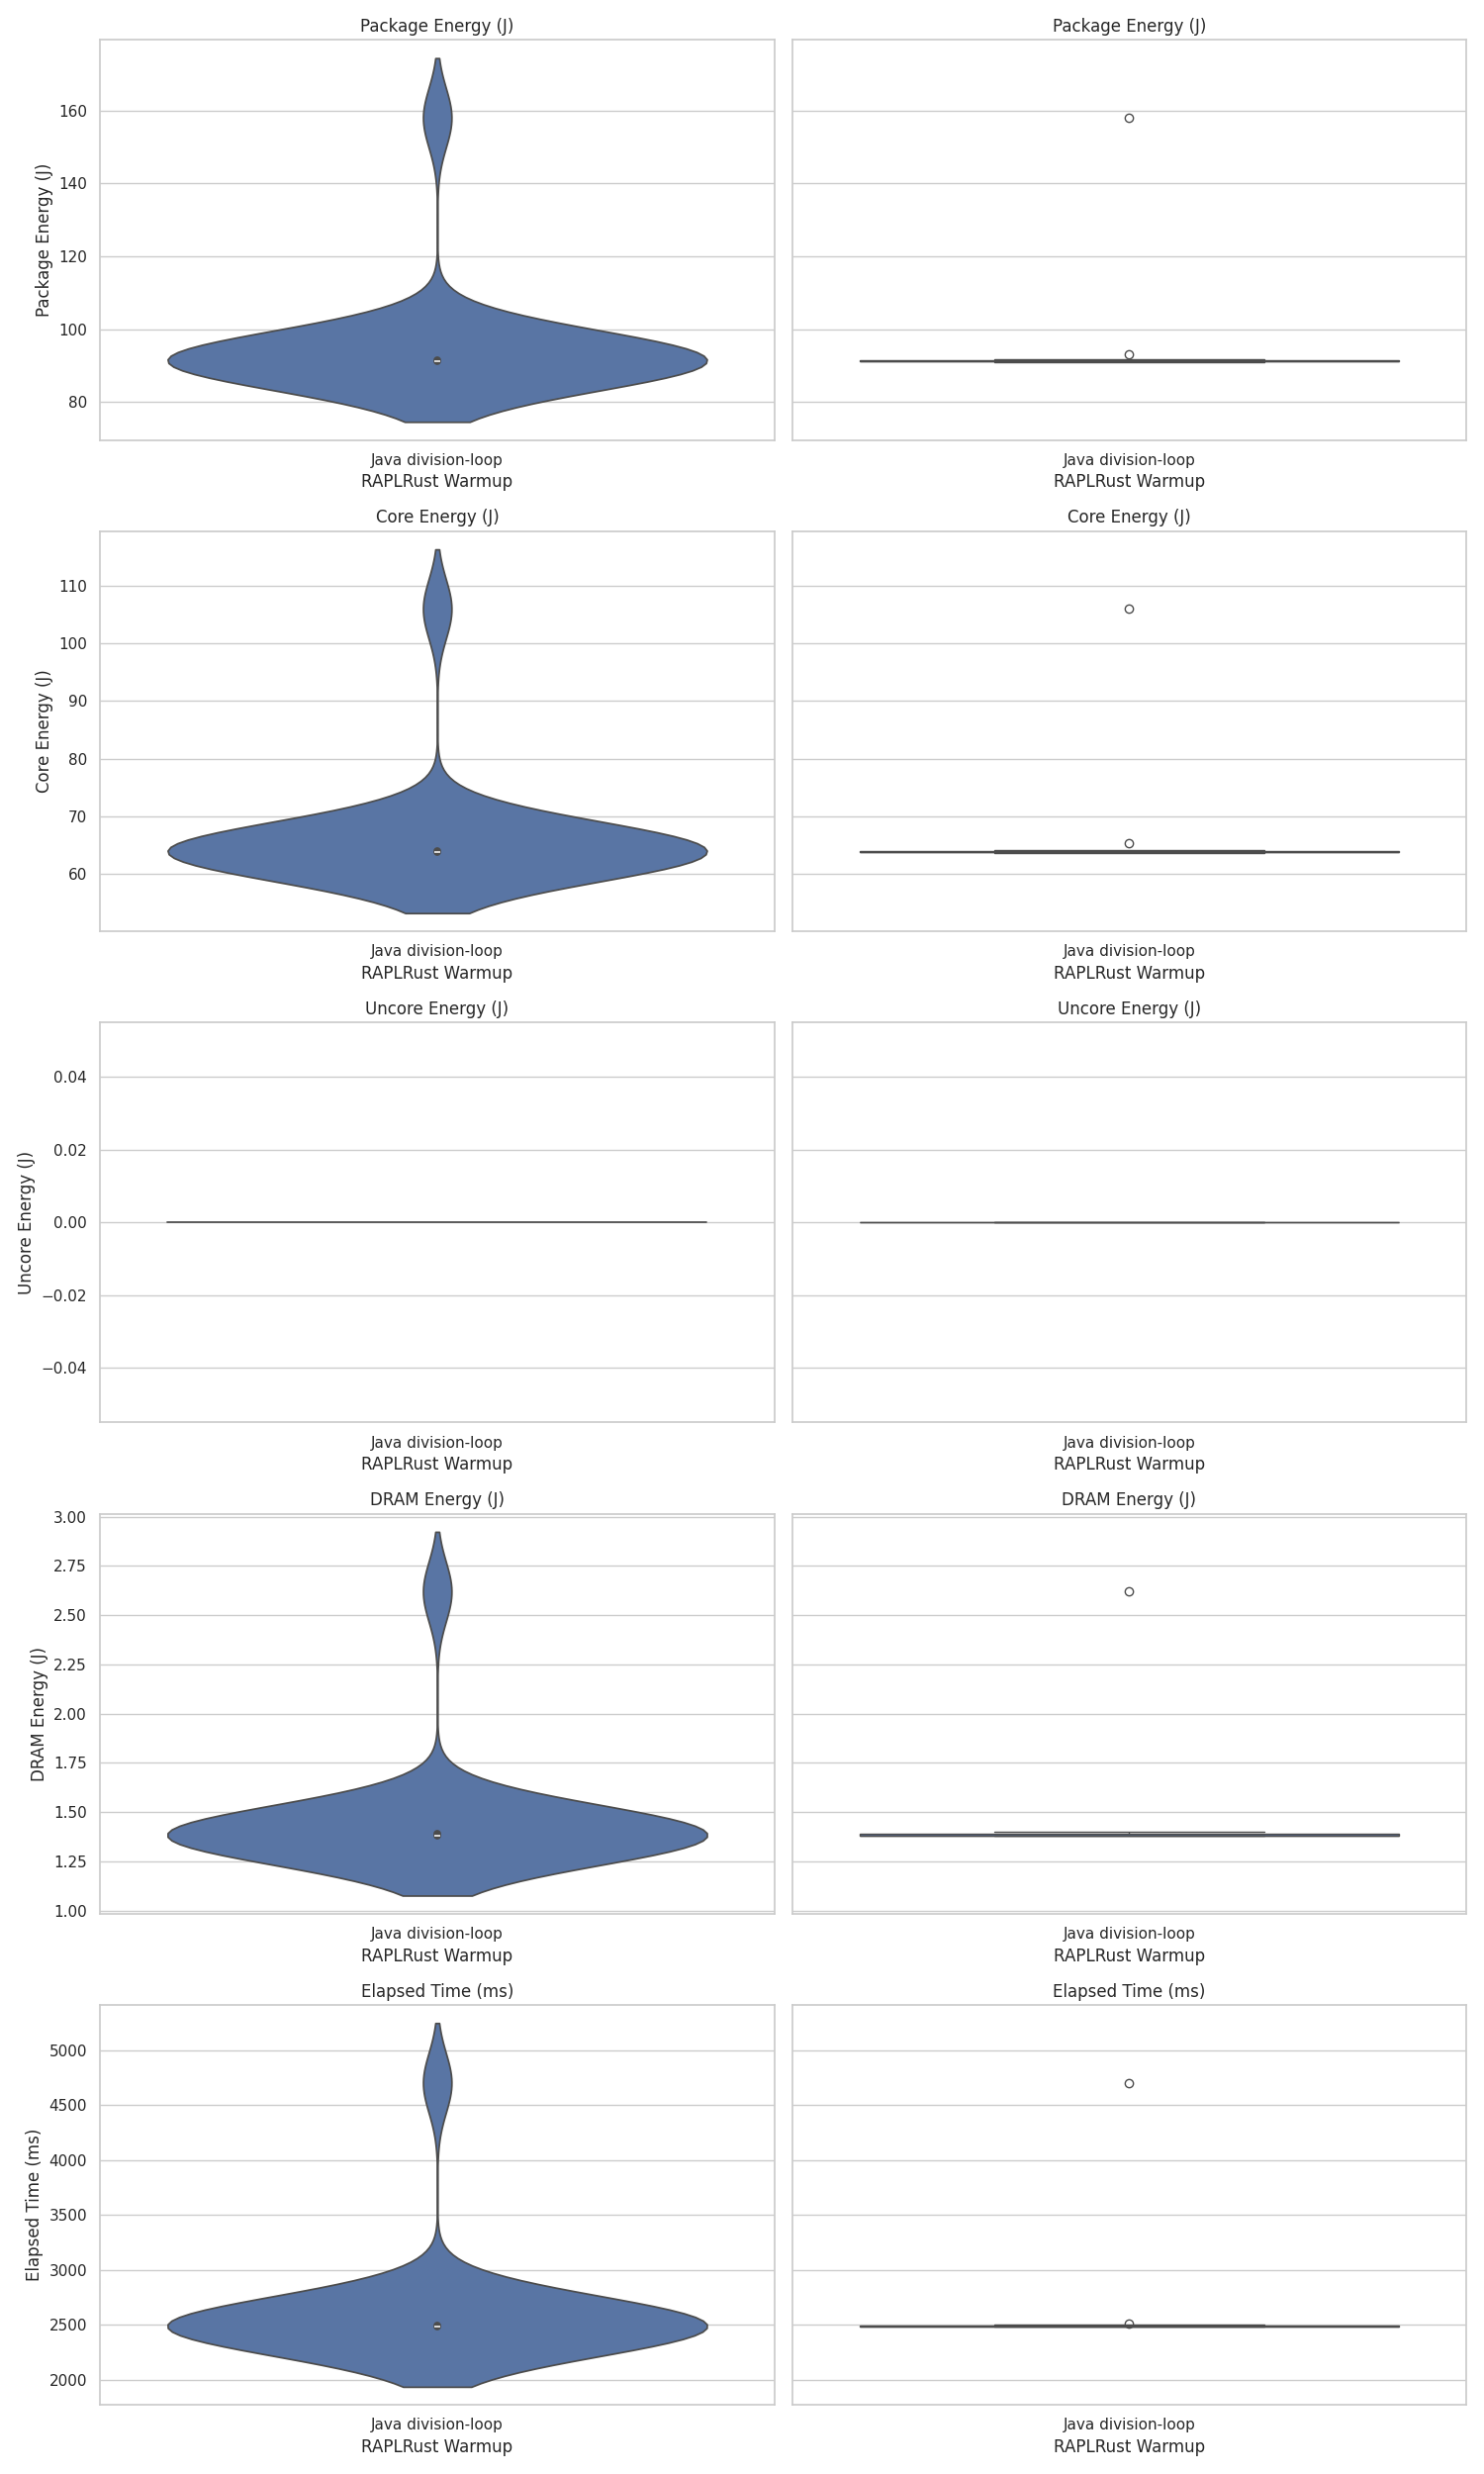 Package Energy (J)
Package Energy (J)
Package Energy (J)
160
140
120
100
80
Java division-loop
RAPLRust Warmup
Java division-loop
RAPLRust Warmup
Core Energy (J)
Core Energy (J)
Core Energy (J)
110
100
90
80
70
60
Java division-loop
RAPLRust Warmup
Java division-loop
RAPLRust Warmup
Uncore Energy (J)
Uncore Energy (J)
Uncore Energy (J)
0.04
0.02
0.00
−0.02
−0.04
Java division-loop
RAPLRust Warmup
Java division-loop
RAPLRust Warmup
DRAM Energy (J)
DRAM Energy (J)
DRAM Energy (J)
3.00
2.75
2.50
2.25
2.00
1.75
1.50
1.25
1.00
Java division-loop
RAPLRust Warmup
Java division-loop
RAPLRust Warmup
Elapsed Time (ms)
Elapsed Time (ms)
Elapsed Time (ms)
5000
4500
4000
3500
3000
2500
2000
Java division-loop
RAPLRust Warmup
Java division-loop
RAPLRust Warmup